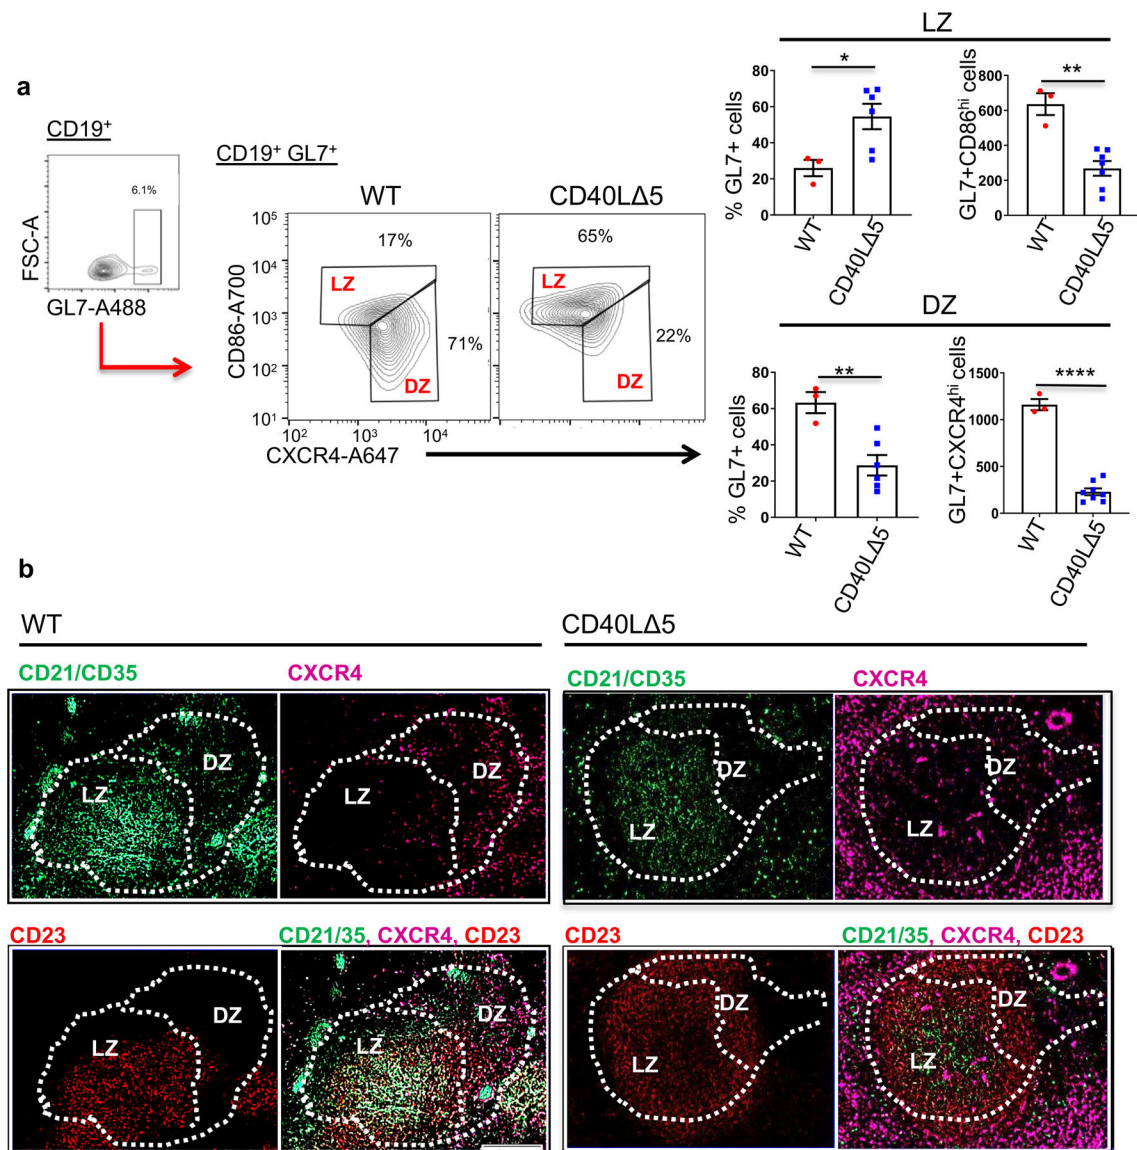 a
CD19⁺
6.1%
FSC-A
GL7-A488
CD19⁺ GL7⁺
WT
CD40LΔ5
17%
65%
LZ
LZ
71%
22%
DZ
DZ
CD86-A700
10⁵
10⁴
10³
10²
10¹
10² 10³ 10⁴
CXCR4-A647
LZ
*
80
60
40
20
0
% GL7+ cells
WT
CD40LΔ5
**
800
600
400
200
0
GL7+CD86ʰⁱ cells
WT
CD40LΔ5
DZ
**
80
60
40
20
0
% GL7+ cells
WT
CD40LΔ5
****
1500
1000
500
0
GL7+CXCR4ʰⁱ cells
WT
CD40LΔ5
b
WT
CD21/CD35
CXCR4
LZ
DZ
LZ
DZ
CD23
CD21/35, CXCR4, CD23
LZ
DZ
LZ
DZ
CD40LΔ5
CD21/CD35
CXCR4
LZ
DZ
LZ
DZ
CD23
CD21/35, CXCR4, CD23
LZ
DZ
LZ
DZ